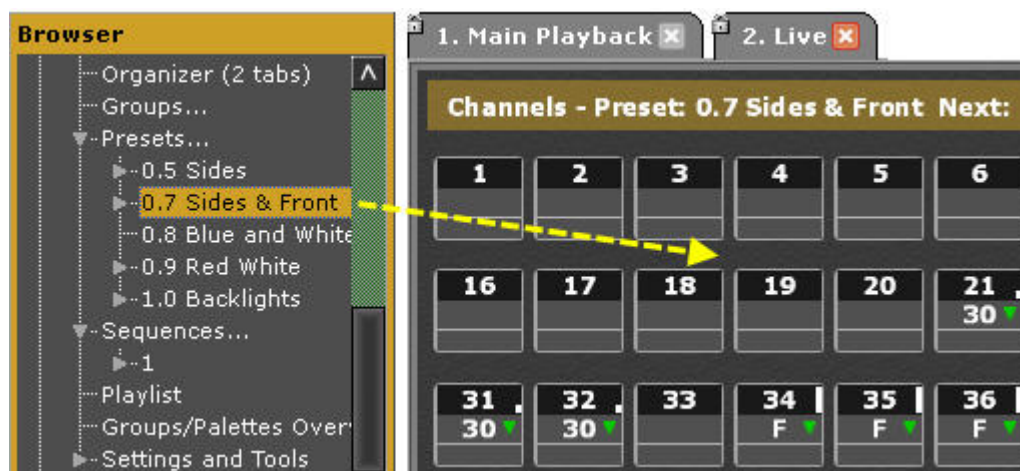 Browser
Organizer (2 tabs)
Groups...
Presets...
0.5 Sides
0.7 Sides & Front
0.8 Blue and White
0.9 Red White
1.0 Backlights
Sequences...
1
Playlist
Groups/Palettes Over
Settings and Tools
1. Main Playback
2. Live
Channels - Preset: 0.7 Sides & Front Next:
1 2 3 4 5 6
16 17 18 19 20 21
30
31 32 33 34 35 36
30 30 F F F